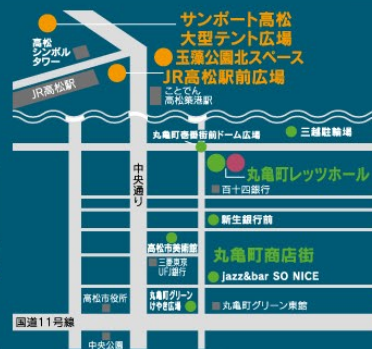 サンポート高松
大型テント広場
高松
シンボル
タワー
玉藻公園北スペース
JR高松駅前広場
JR高松駅
ことでん
高松築港駅
丸亀町壱番街前ドーム広場
三越駐輪場
中央通り
丸亀町レッツホール
百十四銀行
新生銀行前
高松市美術館
三菱東京
UFJ銀行
丸亀町商店街
jazz&bar SO NICE
高松市役所
丸亀町グリーン
けやき広場
丸亀町グリーン東館
国道11号線
中央公園